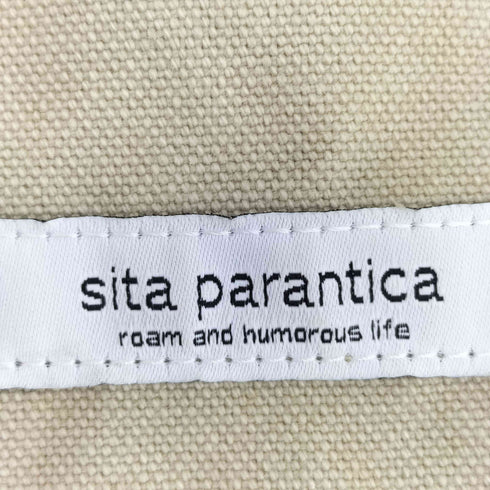 sita parantica
roam and humorous life